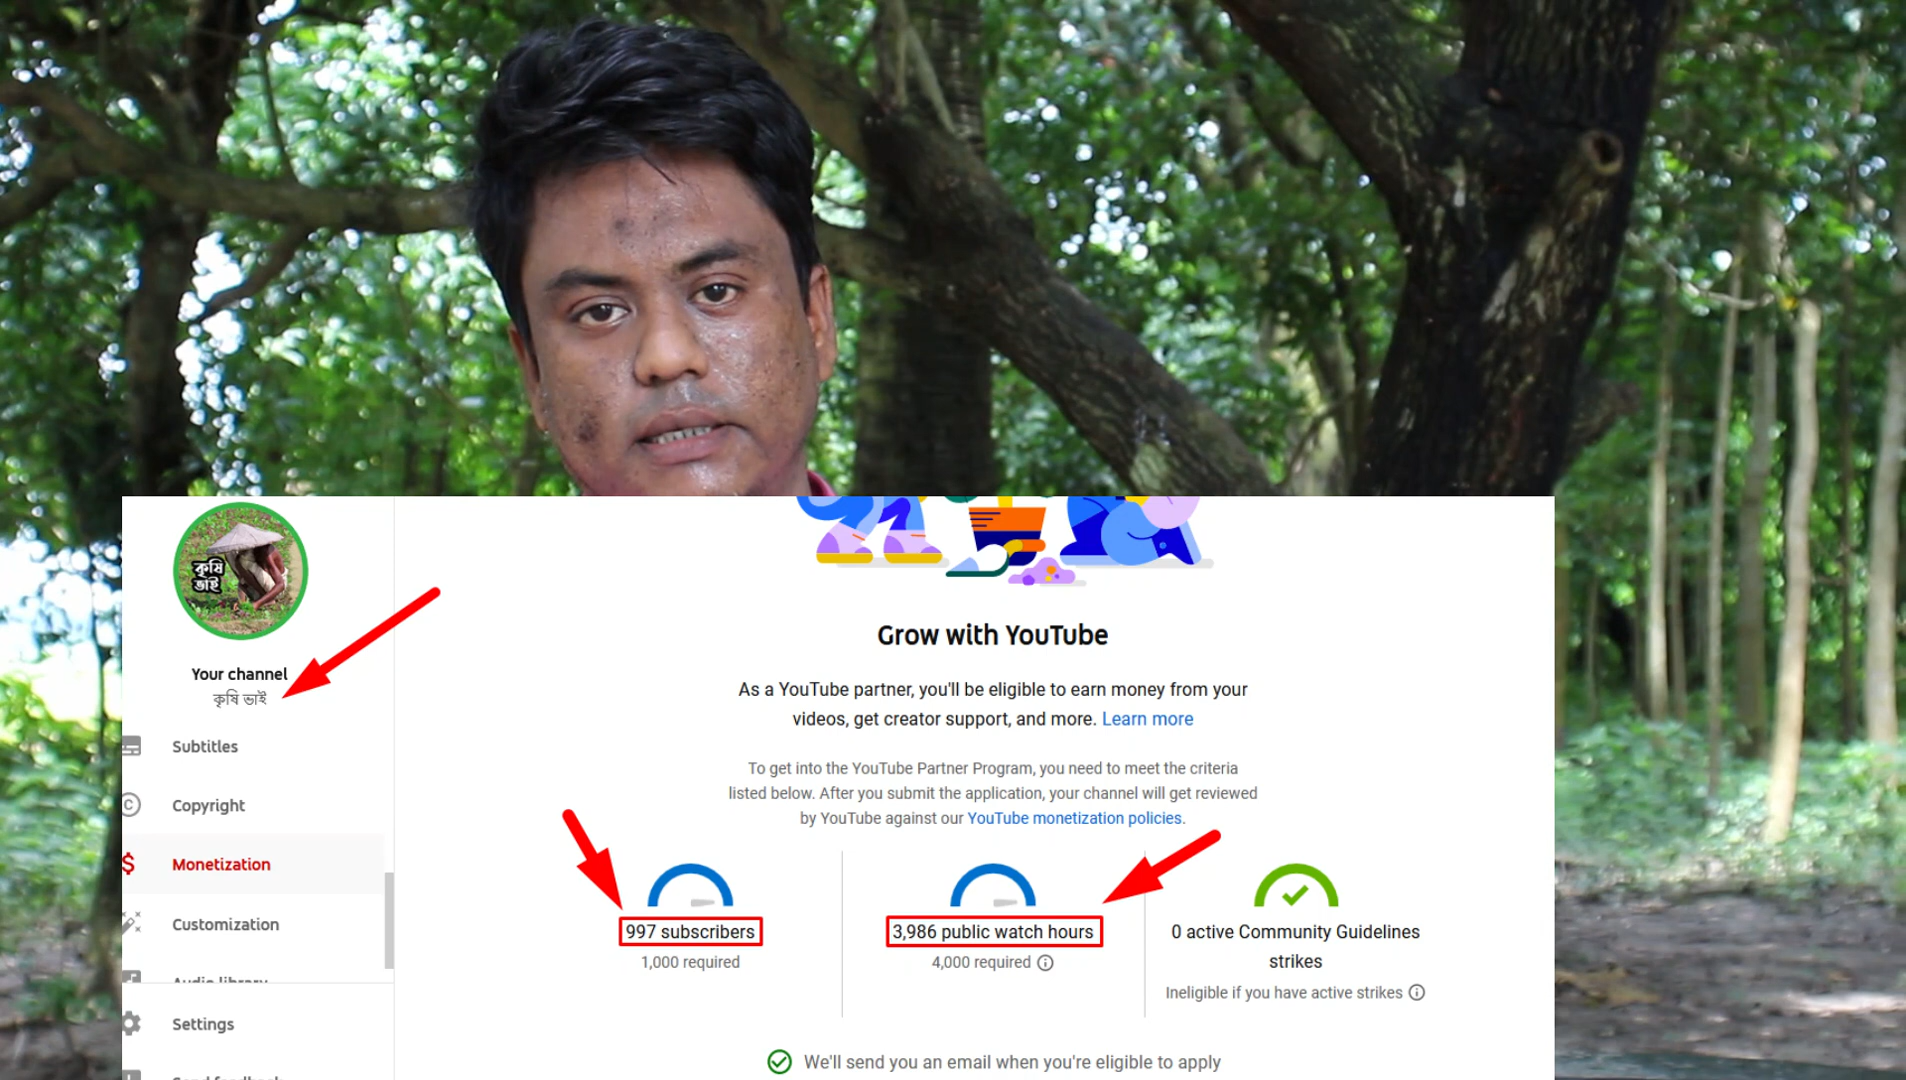 কৃষি
ভাই
Your channel
কৃষি ভাই
Subtitles
Copyright
$ Monetization
Customization
Audio library
Settings
Send feedback
Grow with YouTube
As a YouTube partner, you'll be eligible to earn money from your
videos, get creator support, and more. Learn more
To get into the YouTube Partner Program, you need to meet the criteria
listed below. After you submit the application, your channel will get reviewed
by YouTube against our YouTube monetization policies.
997 subscribers
1,000 required
3,986 public watch hours
4,000 required
0 active Community Guidelines
strikes
Ineligible if you have active strikes
We'll send you an email when you're eligible to apply